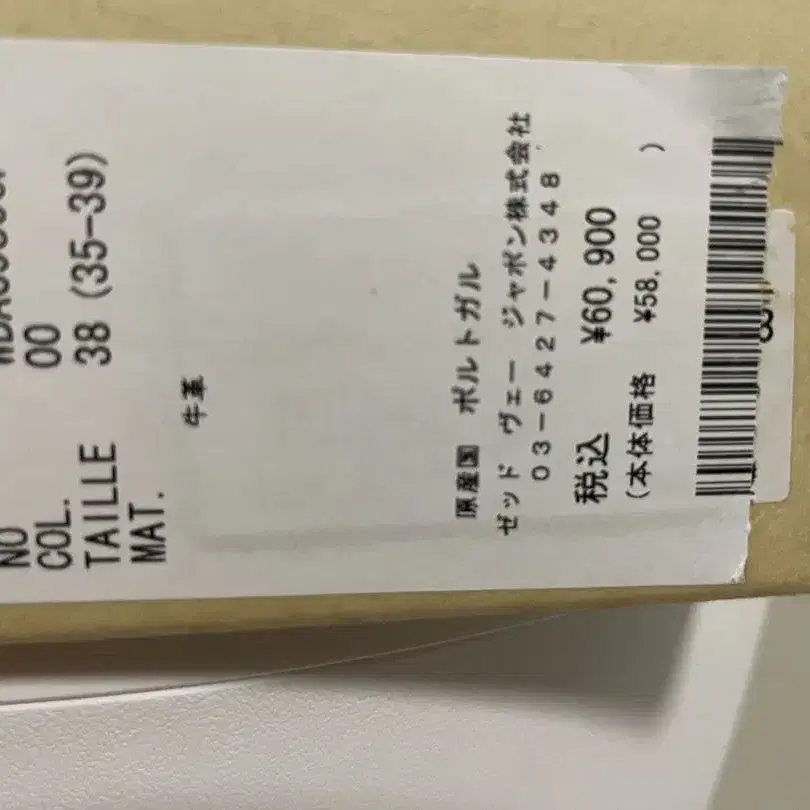 NO
COL. 00
TAILLE 38 (35-39)
MAT.
牛革
原産国 ポルトガル
ゼッド ヴェー ジャポン株式会社
03-6427-4348
税込 ¥60,900
(本体価格 ¥58,000 )